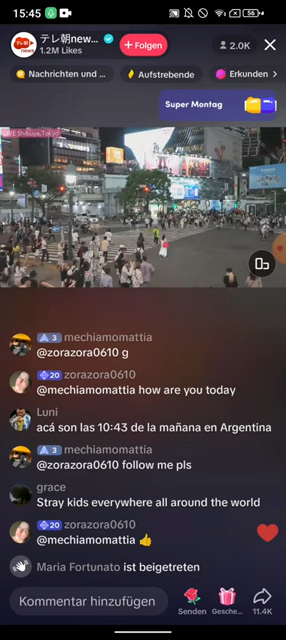 15:45
テレ朝new...
Folgen
1.2M Likes
2.0K
Nachrichten und ...
Aufstrebende
Erkunden
Super Montag
LIVE Shibuya,Tokyo
3 mechiamomattia
@zorazora0610 g
20 zorazora0610
@mechiamomattia how are you today
Luni
acá son las 10:43 de la mañana en Argentina
3 mechiamomattia
@zorazora0610 follow me pls
grace
Stray kids everywhere all around the world
20 zorazora0610
@mechiamomattia 👍
Maria Fortunato ist beigetreten
Kommentar hinzufügen
Senden
Gesche...
11.4K